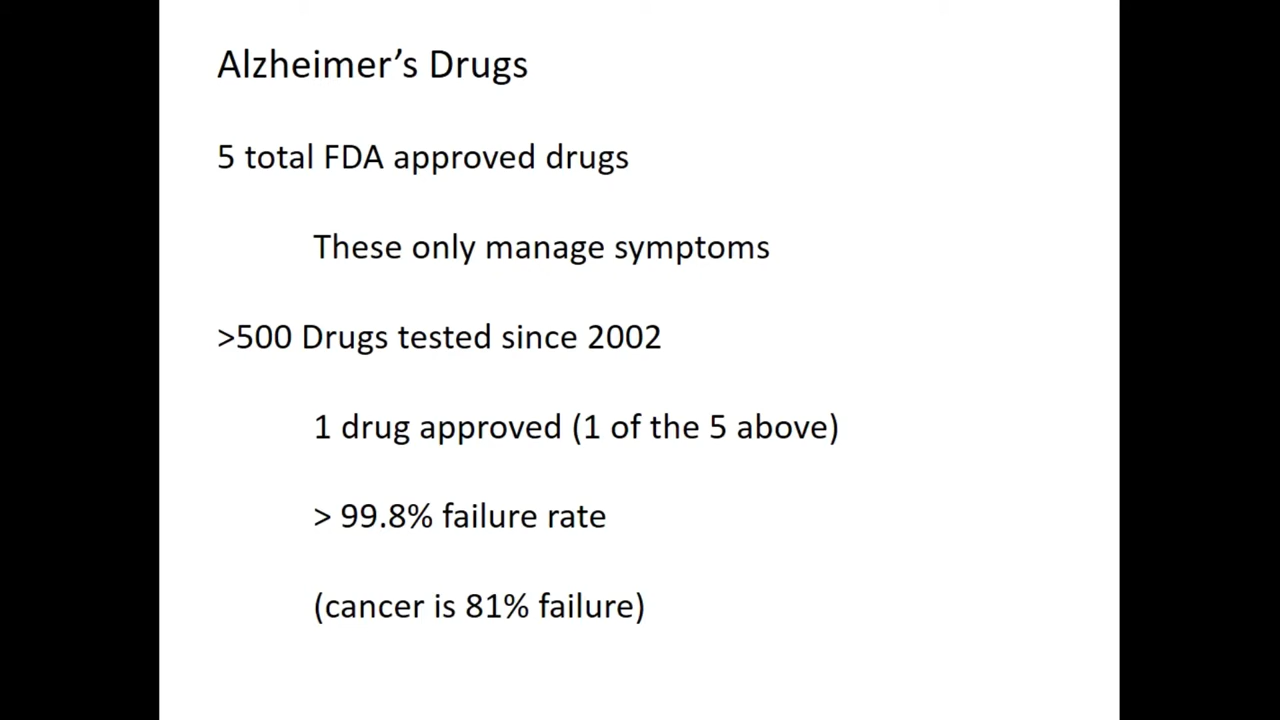 Alzheimer’s Drugs
5 total FDA approved drugs
These only manage symptoms
>500 Drugs tested since 2002
1 drug approved (1 of the 5 above)
> 99.8% failure rate
(cancer is 81% failure)